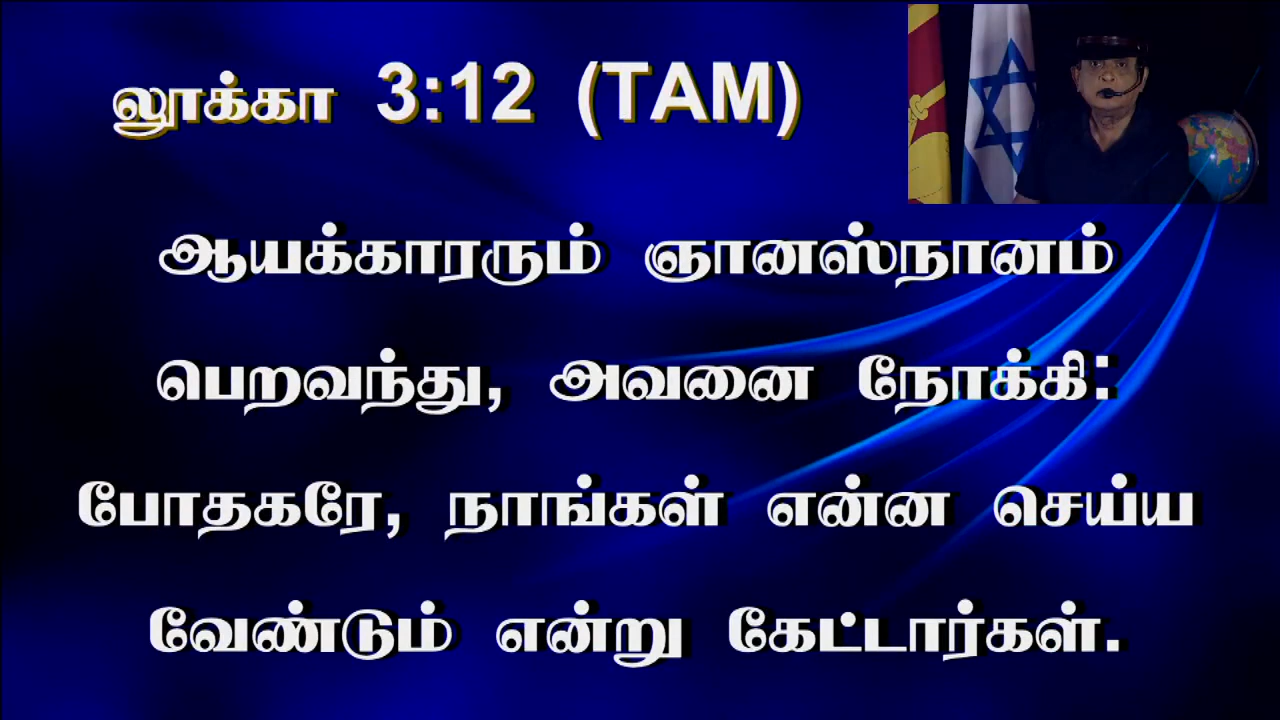 லூக்கா 3:12 (TAM)
ஆயக்காரரும் ஞானஸ்நானம்
பெறவந்து, அவனை நோக்கி:
போதகரே, நாங்கள் என்ன செய்ய
வேண்டும் என்று கேட்டார்கள்.